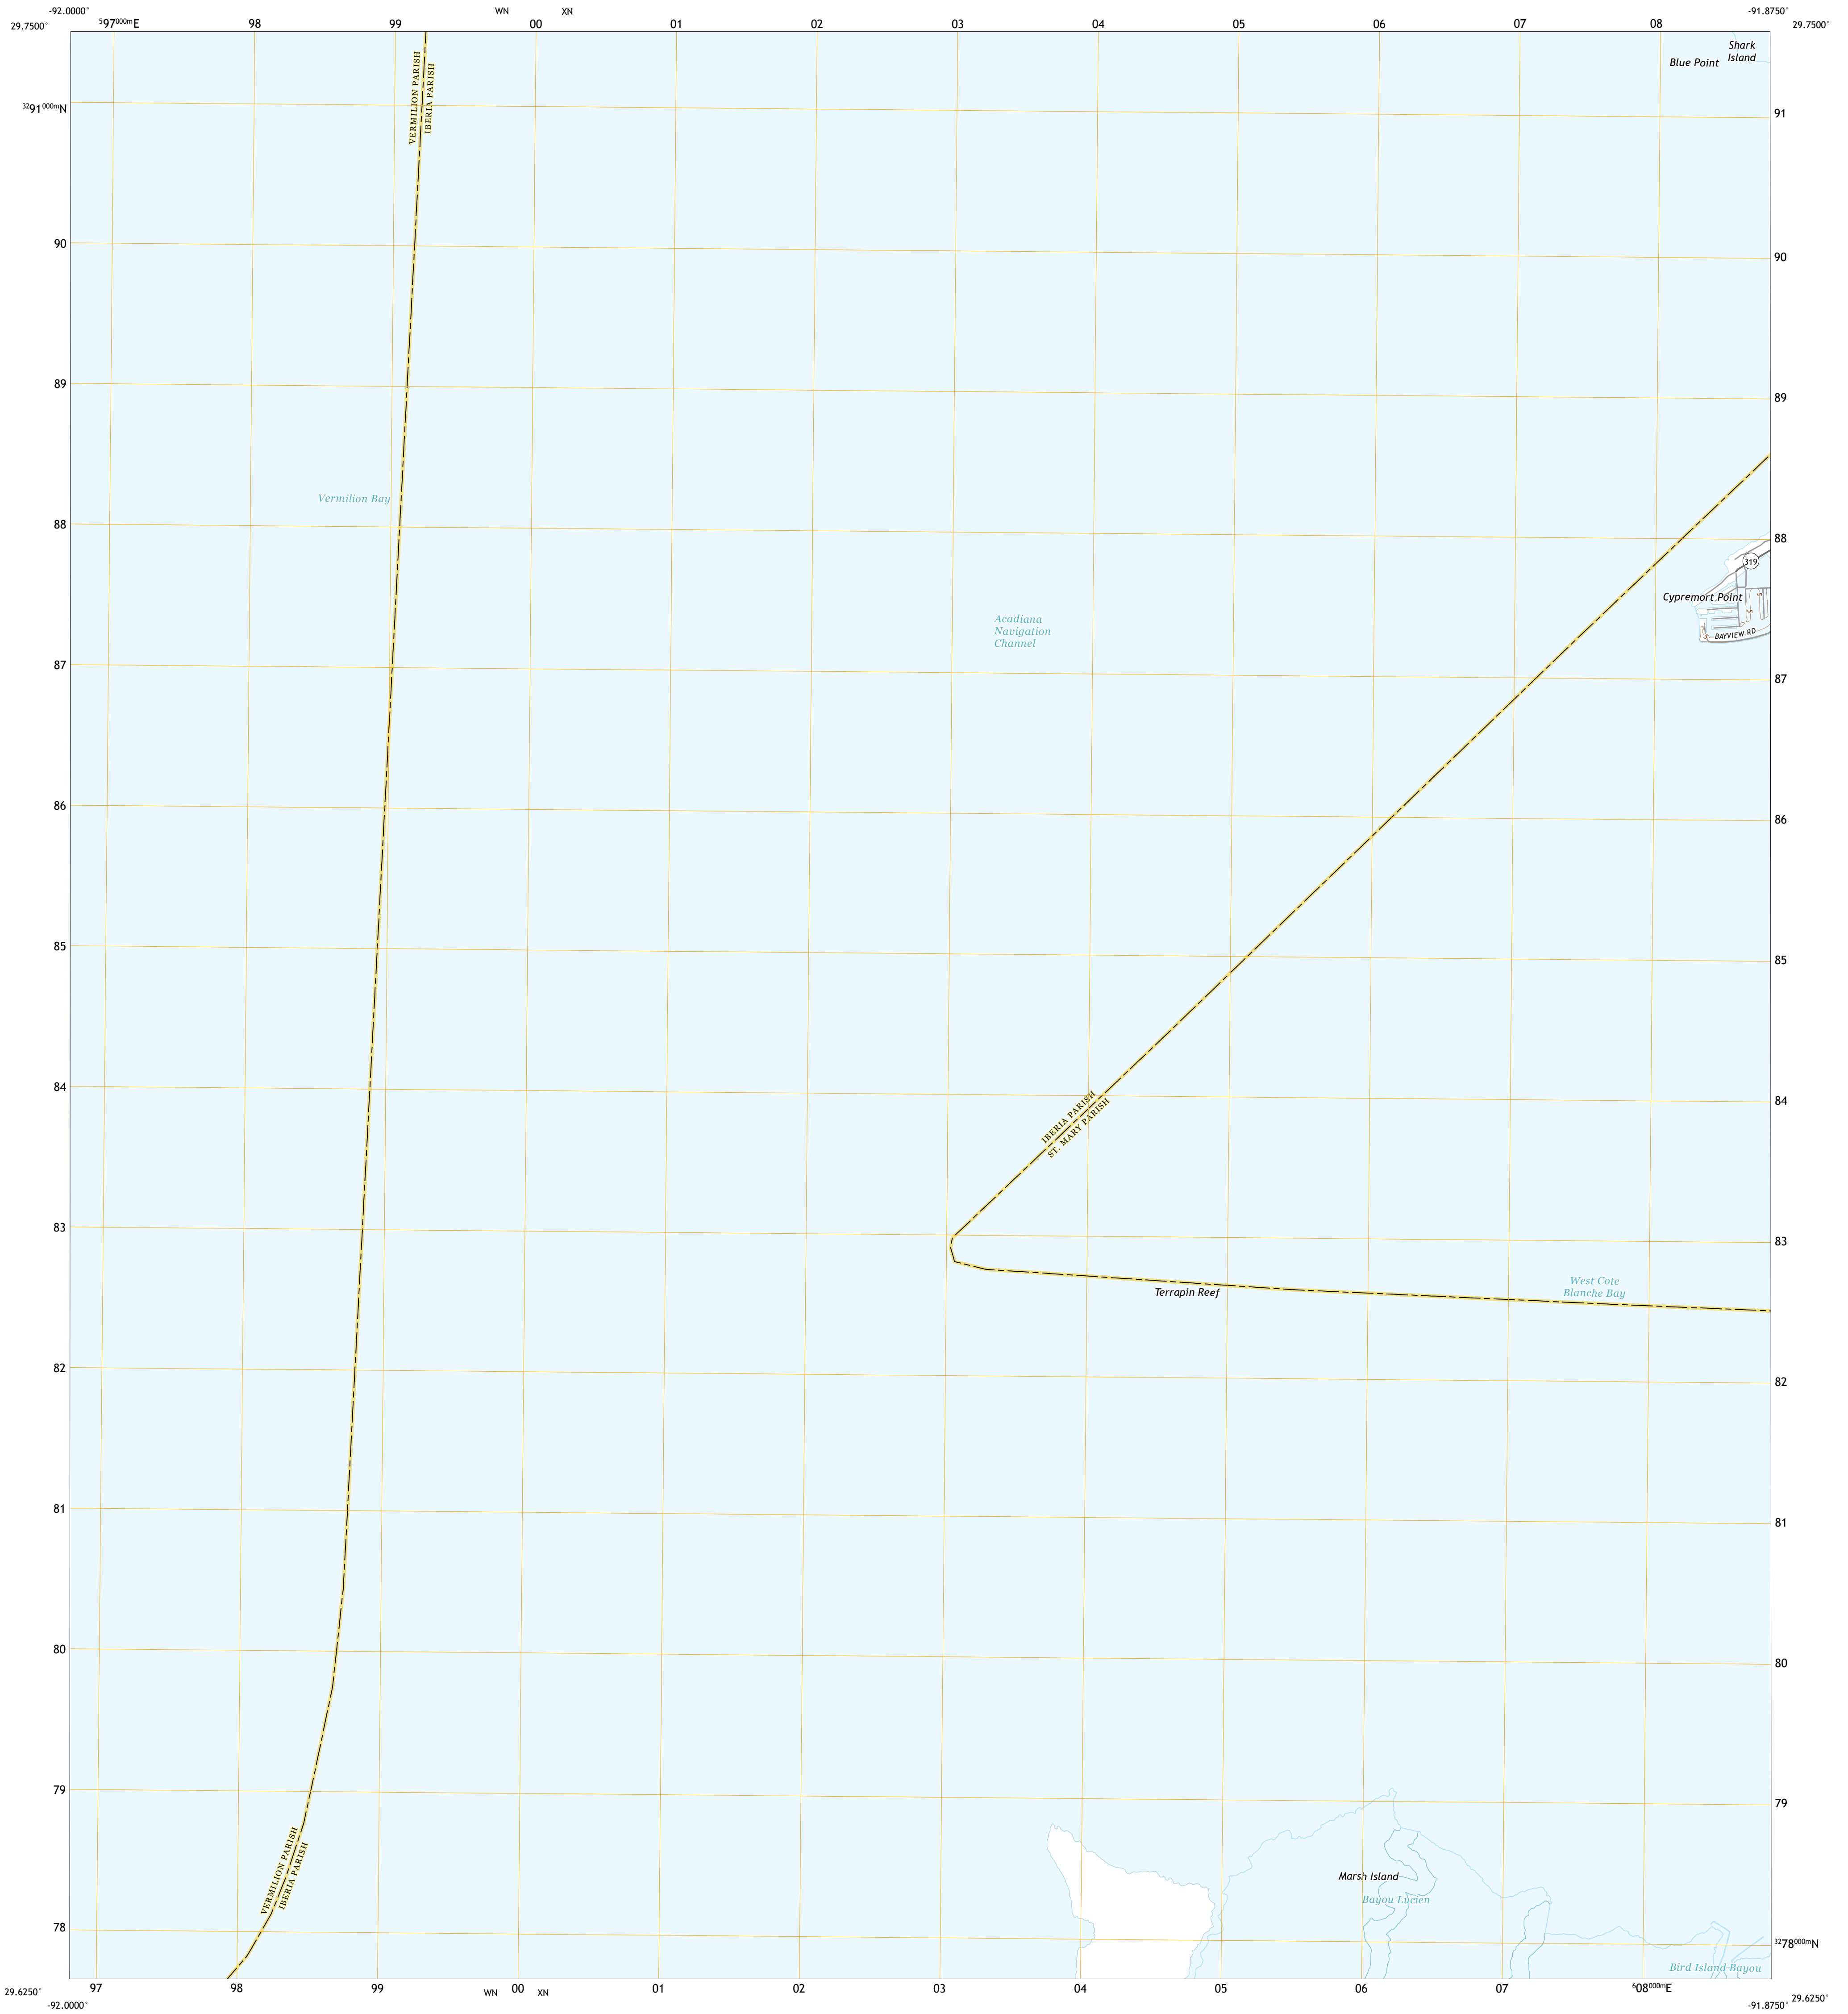 -92.0000° WN XN -91.8750°
29.7500° 597000mE 98 99 00 01 02 03 04 05 06 07 08 29.7500°
Shark
Island
Blue Point
VERMILION PARISH
IBERIA PARISH
3291000mN 91
90 90
89 89
Vermilion Bay
88 88
319
Cypremort Point
5
5
5
BAYVIEW RD
Acadiana
Navigation
Channel
87 87
86 86
85 85
84 84
IBERIA PARISH
ST. MARY PARISH
83 83
West Cote
Blanche Bay
Terrapin Reef
82 82
81 81
80 80
79 79
VERMILION PARISH
IBERIA PARISH
Marsh Island
Bayou Lucien
78 3278000mN
Bird Island Bayou
29.6250° 97 98 99 00 01 02 03 04 05 06 07 608000mE 29.6250°
-92.0000° WN XN -91.8750°